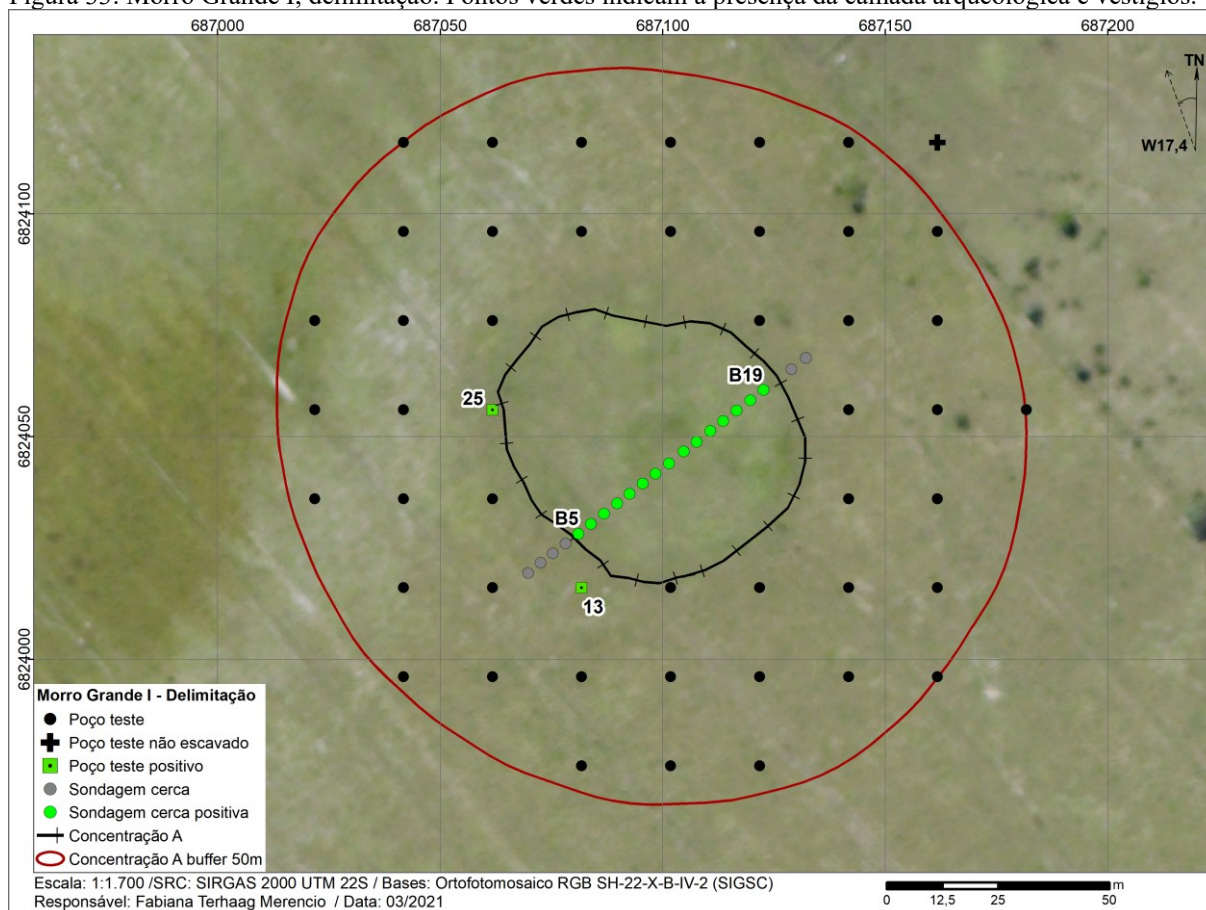 Figura 55: Morro Grande I, delimitação. Pontos verdes indicam a presença da camada arqueológica e vestígios.
687000 687050 687100 687150 687200
TN
W17,4
6824100
B19
25
6824050
B5
13
6824000
Morro Grande I - Delimitação
Poço teste
Poço teste não escavado
Poço teste positivo
Sondagem cerca
Sondagem cerca positiva
Concentração A
Concentração A buffer 50m
Escala: 1:1.700 /SRC: SIRGAS 2000 UTM 22S / Bases: Ortofotomosaico RGB SH-22-X-B-IV-2 (SIGSC)
Responsável: Fabiana Terhaag Merencio / Data: 03/2021
m
0 12,5 25 50